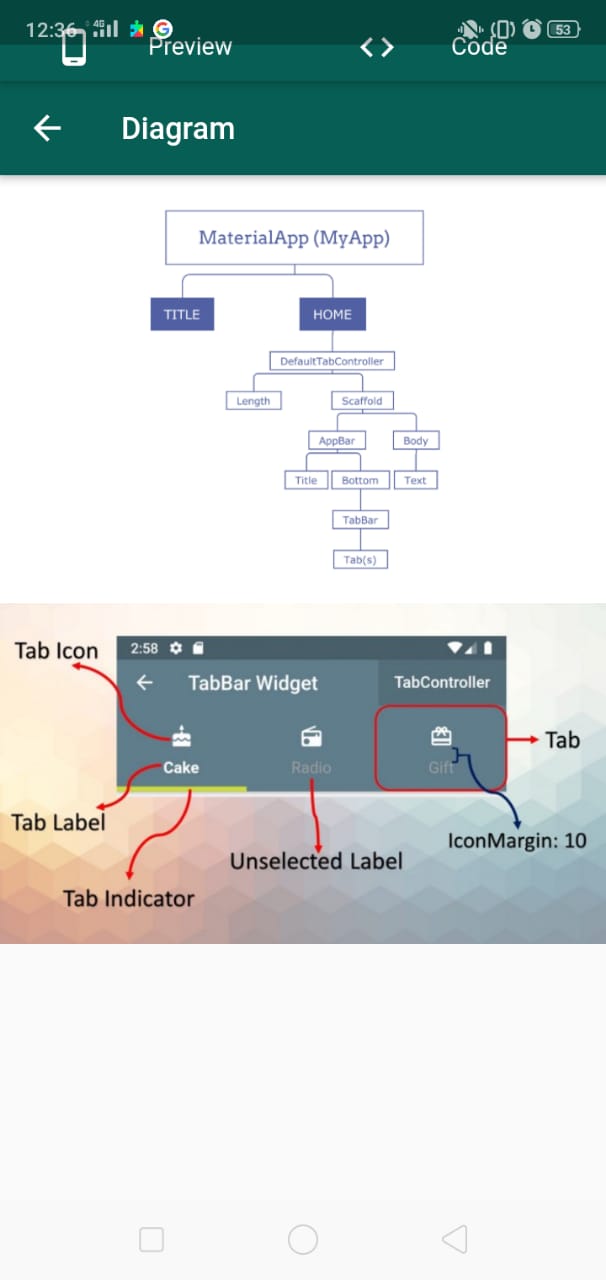 12:36 4G 53
Preview <> Code
Diagram
MaterialApp (MyApp)
TITLE HOME
DefaultTabController
Length Scaffold
AppBar Body
Title Bottom Text
TabBar
Tab(s)
Tab Icon 2:58
TabBar Widget TabController
Tab
Cake Radio Gift
Tab Label
IconMargin: 10
Unselected Label
Tab Indicator